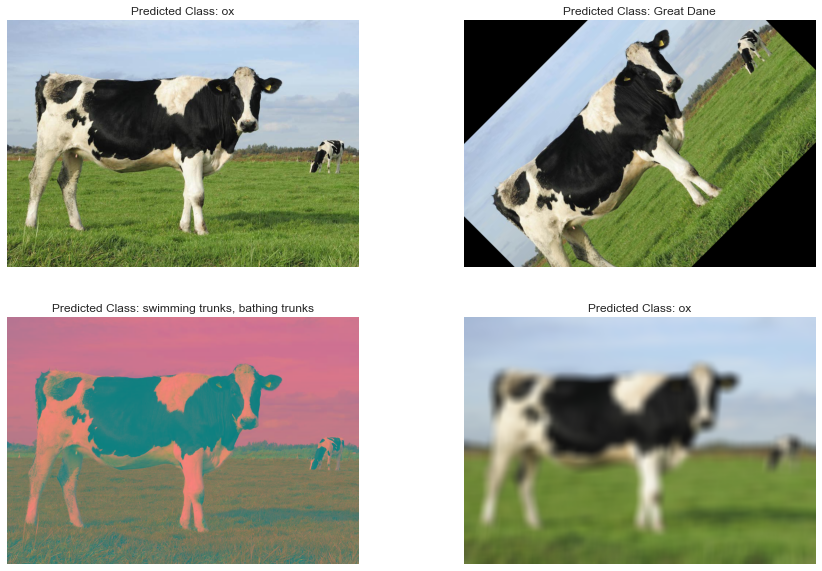 Predicted Class: ox
Predicted Class: Great Dane
Predicted Class: swimming trunks, bathing trunks
Predicted Class: ox